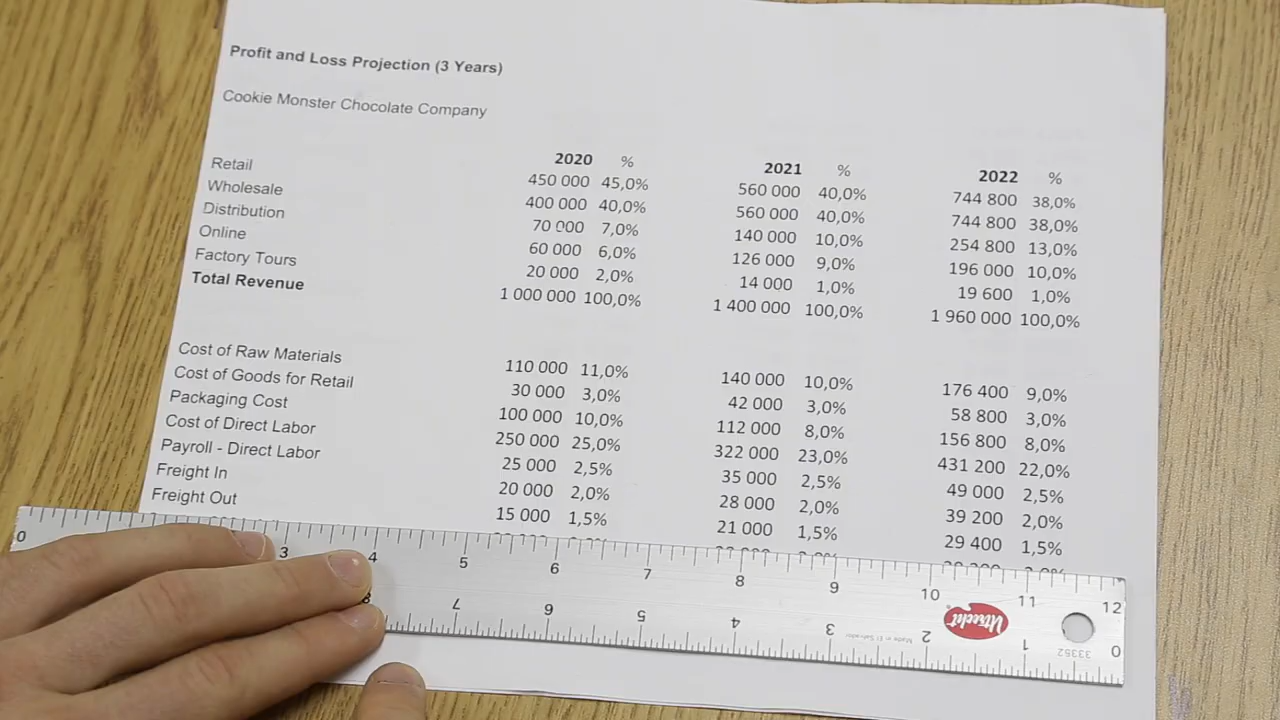 Profit and Loss Projection (3 Years)
Cookie Monster Chocolate Company
2020 % 2021 % 2022 %
Retail 450 000 45,0% 560 000 40,0% 744 800 38,0%
Wholesale 400 000 40,0% 560 000 40,0% 744 800 38,0%
Distribution 70 000 7,0% 140 000 10,0% 254 800 13,0%
Online 60 000 6,0% 126 000 9,0% 196 000 10,0%
Factory Tours 20 000 2,0% 14 000 1,0% 19 600 1,0%
Total Revenue 1 000 000 100,0% 1 400 000 100,0% 1 960 000 100,0%
Cost of Raw Materials 110 000 11,0% 140 000 10,0% 176 400 9,0%
Cost of Goods for Retail 30 000 3,0% 42 000 3,0% 58 800 3,0%
Packaging Cost 100 000 10,0% 112 000 8,0% 156 800 8,0%
Cost of Direct Labor 250 000 25,0% 322 000 23,0% 431 200 22,0%
Payroll - Direct Labor 25 000 2,5% 35 000 2,5% 49 000 2,5%
Freight In 20 000 2,0% 28 000 2,0% 39 200 2,0%
Freight Out 15 000 1,5% 21 000 1,5% 29 400 1,5%
0 3 4 5 6 7 8 9 10 11 12
8 7 6 5 4 3 2 1 0
Made in El Salvador
Utrecht
33352